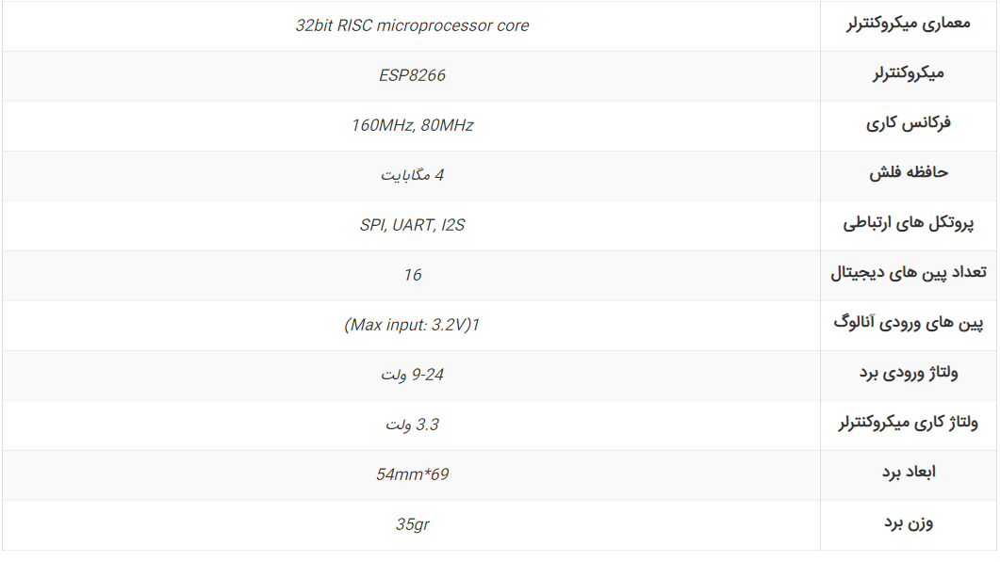 معماری میکروکنترلر 32bit RISC microprocessor core
میکروکنترلر ESP8266
فرکانس کاری 160MHz, 80MHz
حافظه فلش 4 مگابایت
پروتکل های ارتباطی SPI, UART, I2S
تعداد پین های دیجیتال 16
پین های ورودی آنالوگ (Max input: 3.2V)1
ولتاژ ورودی برد 9-24 ولت
ولتاژ کاری میکروکنترلر 3.3 ولت
ابعاد برد 54mm*69
وزن برد 35gr